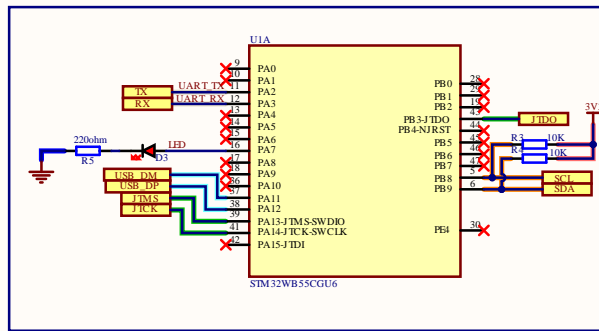 U1A
9 PA0
10 PA1
TX UART_TX 11 PA2
RX UART_RX 12 PA3
13 PA4
14 PA5
15 PA6
220ohm R5 D3 LED 16 PA7
17 PA8
18 PA9
36 PA10
USB_DM 37 PA11
USB_DP 38 PA12
JTMS 39 PA13-JTMS-SWDIO
JTCK 41 PA14-JTCK-SWCLK
42 PA15-JTDI
PB0 28
PB1 29
PB2 19
PB3-JTDO 43 JTDO
PB4-NJRST 44
PB5 45
PB6 46
PB7 47
PB8 5 SCL
PB9 6 SDA
PE4 30
3V3
R3 10K
R4 10K
STM32WB55CGU6